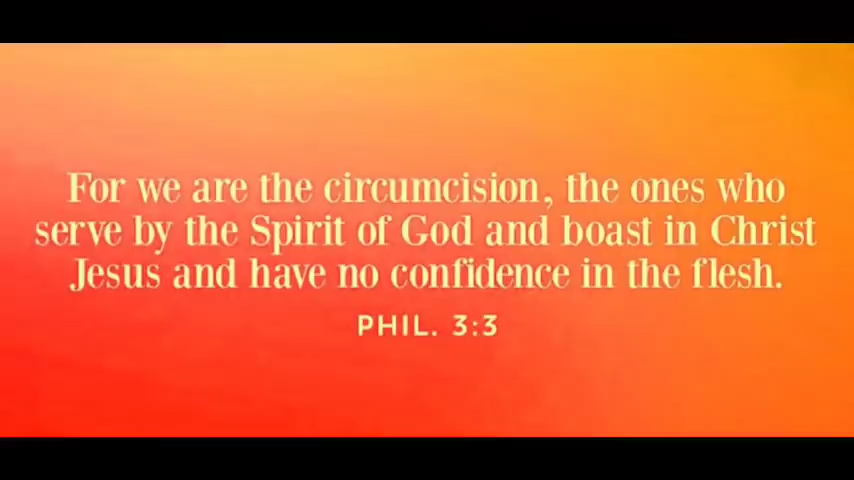 For we are the circumcision, the ones who
serve by the Spirit of God and boast in Christ
Jesus and have no confidence in the flesh.
PHIL. 3:3